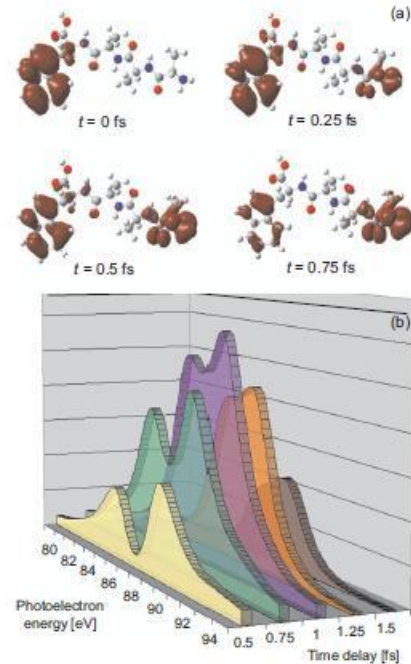 (a)
t = 0 fs
t = 0.25 fs
t = 0.5 fs
t = 0.75 fs
(b)
80
82
84
86
88
90
92
94
Photoelectron
energy [eV]
0.5
0.75
1
1.25
1.5
Time delay [fs]